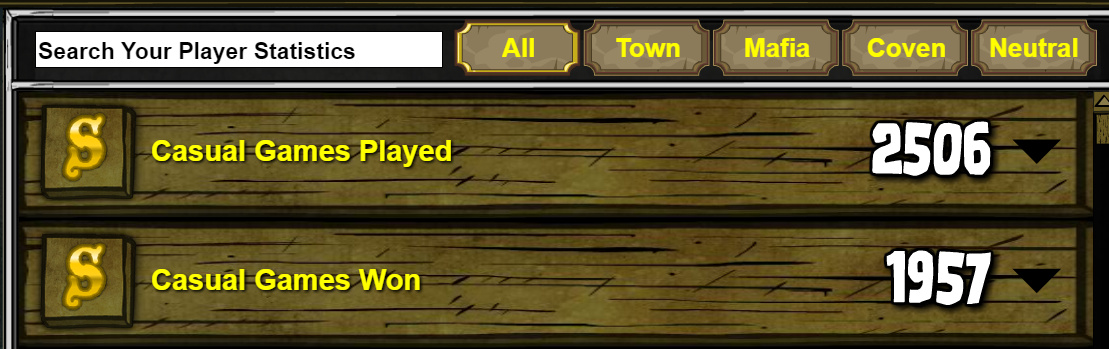 Search Your Player Statistics
All Town Mafia Coven Neutral
S Casual Games Played 2506
S Casual Games Won 1957